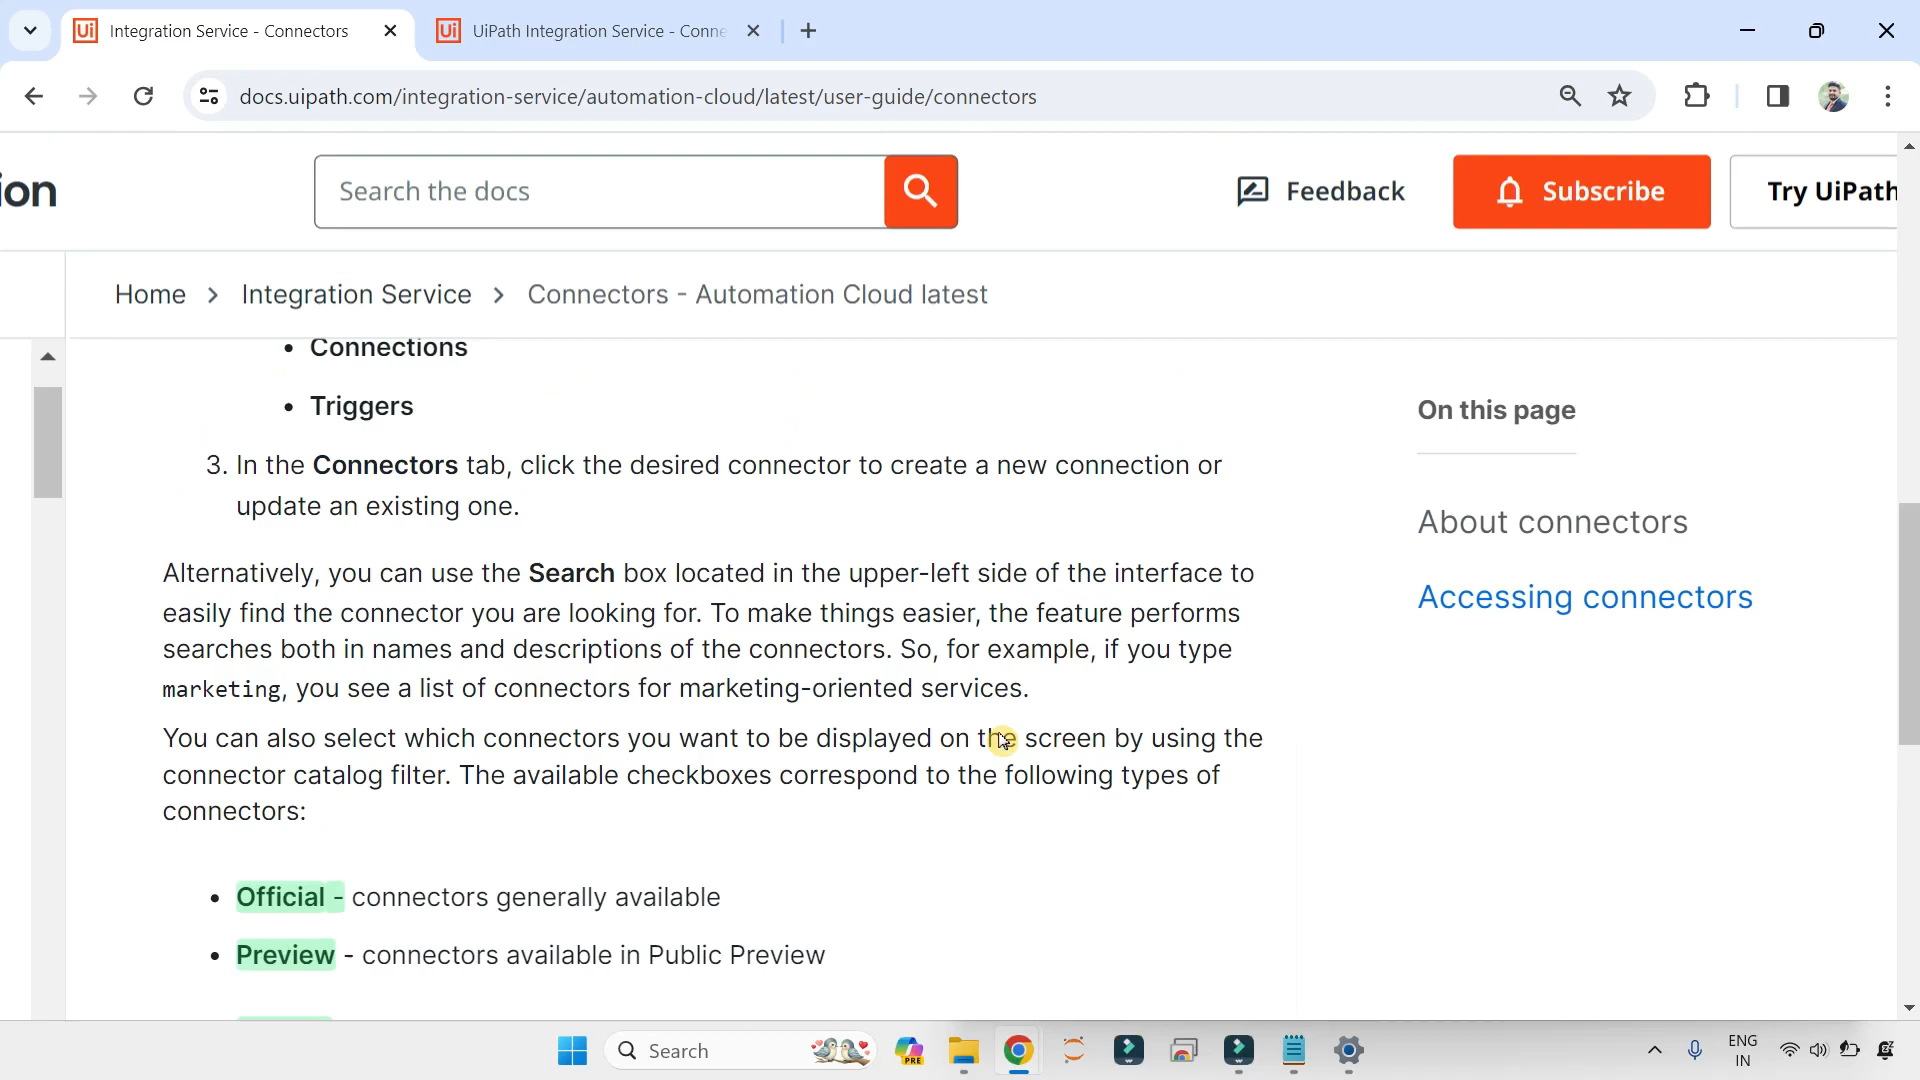 Integration Service - Connectors
UiPath Integration Service - Conne
docs.uipath.com/integration-service/automation-cloud/latest/user-guide/connectors
ion
Search the docs
Feedback
Subscribe
Try UiPath
Home > Integration Service > Connectors - Automation Cloud latest
• Connections
• Triggers
3. In the Connectors tab, click the desired connector to create a new connection or
update an existing one.
Alternatively, you can use the Search box located in the upper-left side of the interface to
easily find the connector you are looking for. To make things easier, the feature performs
searches both in names and descriptions of the connectors. So, for example, if you type
marketing, you see a list of connectors for marketing-oriented services.
You can also select which connectors you want to be displayed on the screen by using the
connector catalog filter. The available checkboxes correspond to the following types of
connectors:
• Official - connectors generally available
• Preview - connectors available in Public Preview
On this page
About connectors
Accessing connectors
Search
PRE
ENG
IN